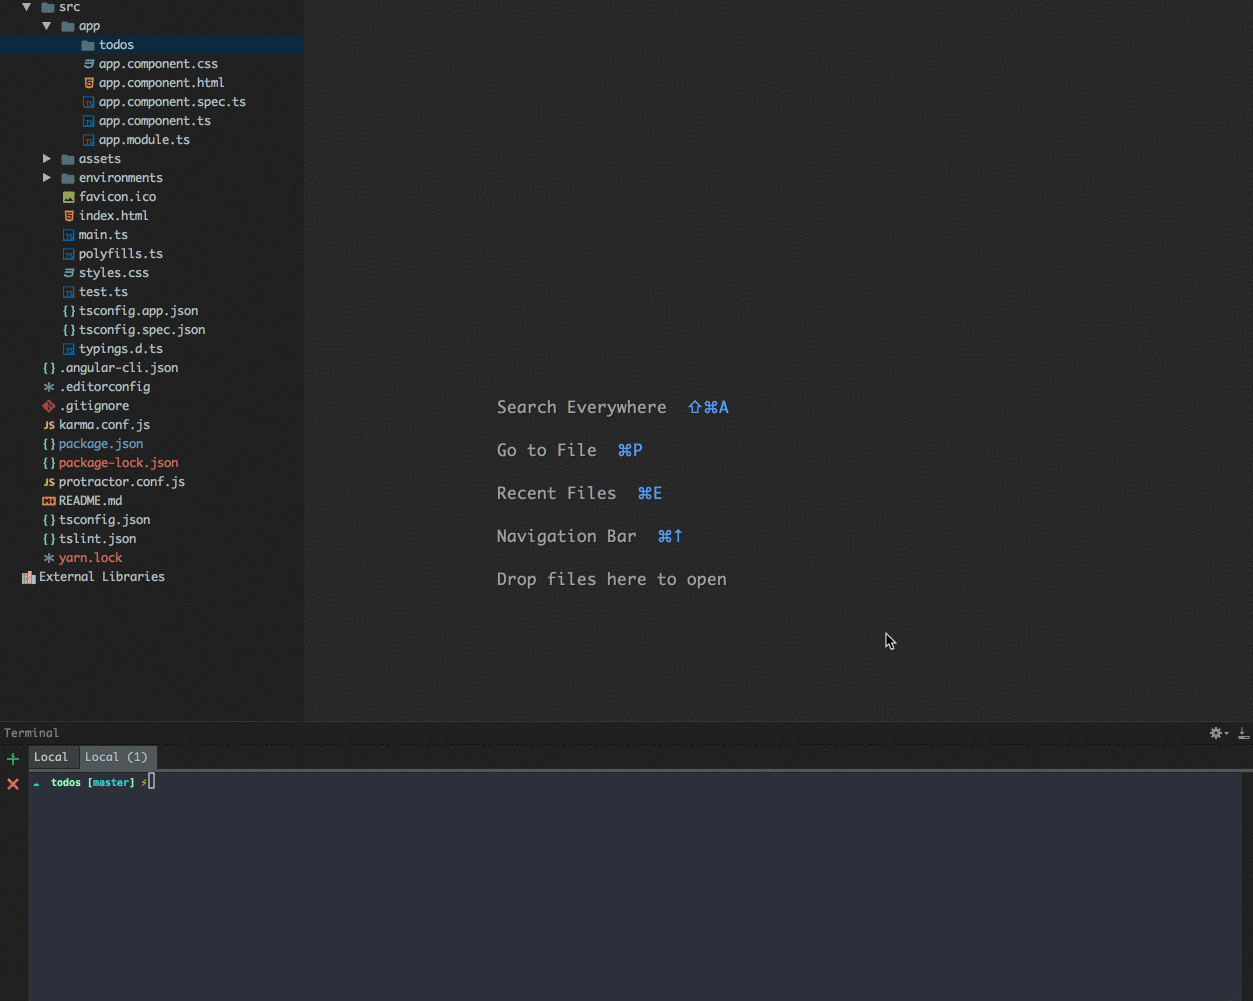 src
app
todos
app.component.css
app.component.html
app.component.spec.ts
app.component.ts
app.module.ts
assets
environments
favicon.ico
index.html
main.ts
polyfills.ts
styles.css
test.ts
tsconfig.app.json
tsconfig.spec.json
typings.d.ts
.angular-cli.json
.editorconfig
.gitignore
karma.conf.js
package.json
package-lock.json
protractor.conf.js
README.md
tsconfig.json
tslint.json
yarn.lock
External Libraries
Search Everywhere ⇧⌘A
Go to File ⌘P
Recent Files ⌘E
Navigation Bar ⌘↑
Drop files here to open
Terminal
Local Local (1)
todos [master] ⚡